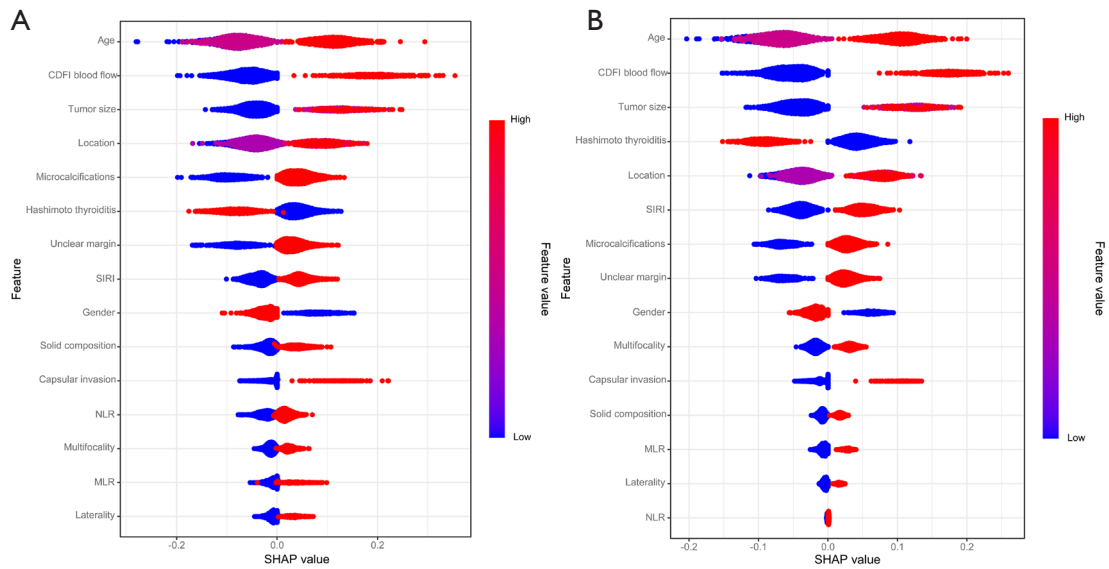 A
Age
CDFI blood flow
Tumor size
Location
Microcalcifications
Hashimoto thyroiditis
Unclear margin
SIRI
Gender
Solid composition
Capsular invasion
NLR
Multifocality
MLR
Laterality
Feature
-0.2
0.0
0.2
SHAP value
High
Low
Feature value
B
Age
CDFI blood flow
Tumor size
Hashimoto thyroiditis
Location
SIRI
Microcalcifications
Unclear margin
Gender
Multifocality
Capsular invasion
Solid composition
MLR
Laterality
NLR
Feature
-0.2
-0.1
0.0
0.1
0.2
SHAP value
High
Low
Feature value